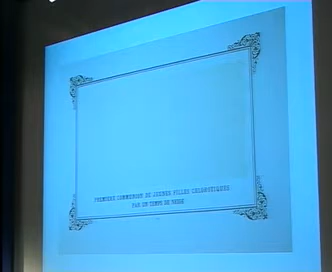 PREMIÈRE COMMUNION DE JEUNES FILLES CHLOROTIQUES
PAR UN TEMPS DE NEIGE